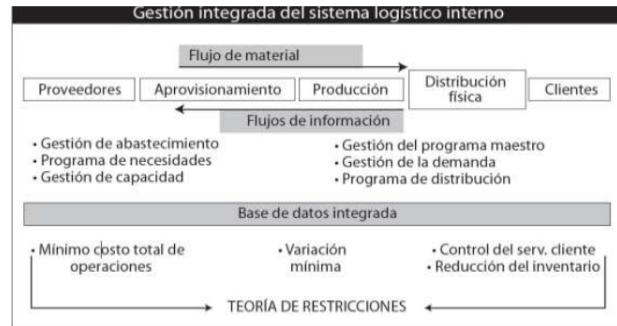 Gestión integrada del sistema logístico interno
Flujo de material
Proveedores
Aprovisionamiento
Producción
Distribución
física
Clientes
Flujos de información
• Gestión de abastecimiento
• Programa de necesidades
• Gestión de capacidad
• Gestión del programa maestro
• Gestión de la demanda
• Programa de distribución
Base de datos integrada
• Mínimo costo total de
operaciones
• Variación
mínima
• Control del serv. cliente
• Reducción del inventario
TEORÍA DE RESTRICCIONES